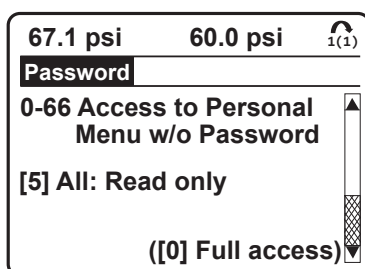 67.1 psi 60.0 psi 1(1)
Password
0-66 Access to Personal
Menu w/o Password
[5] All: Read only
([0] Full access)